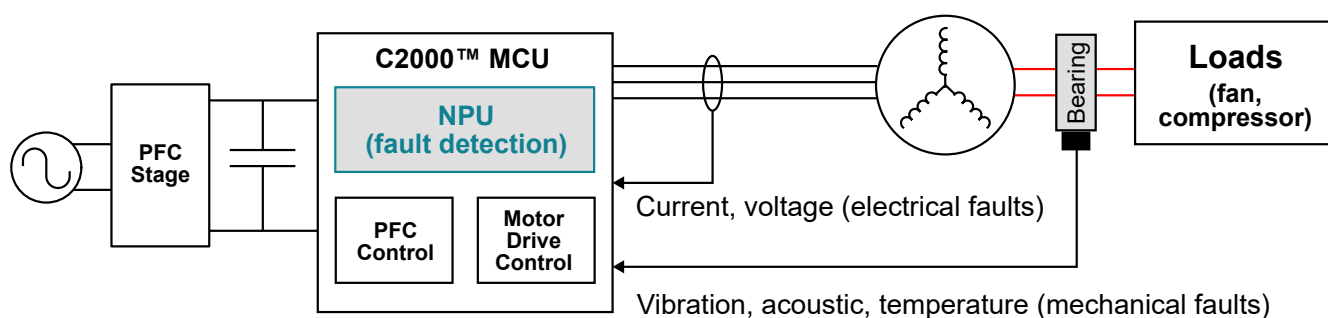 C2000™ MCU
NPU
(fault detection)
PFC
Stage
PFC
Control
Motor
Drive
Control
Bearing
Loads
(fan,
compressor)
Current, voltage (electrical faults)
Vibration, acoustic, temperature (mechanical faults)